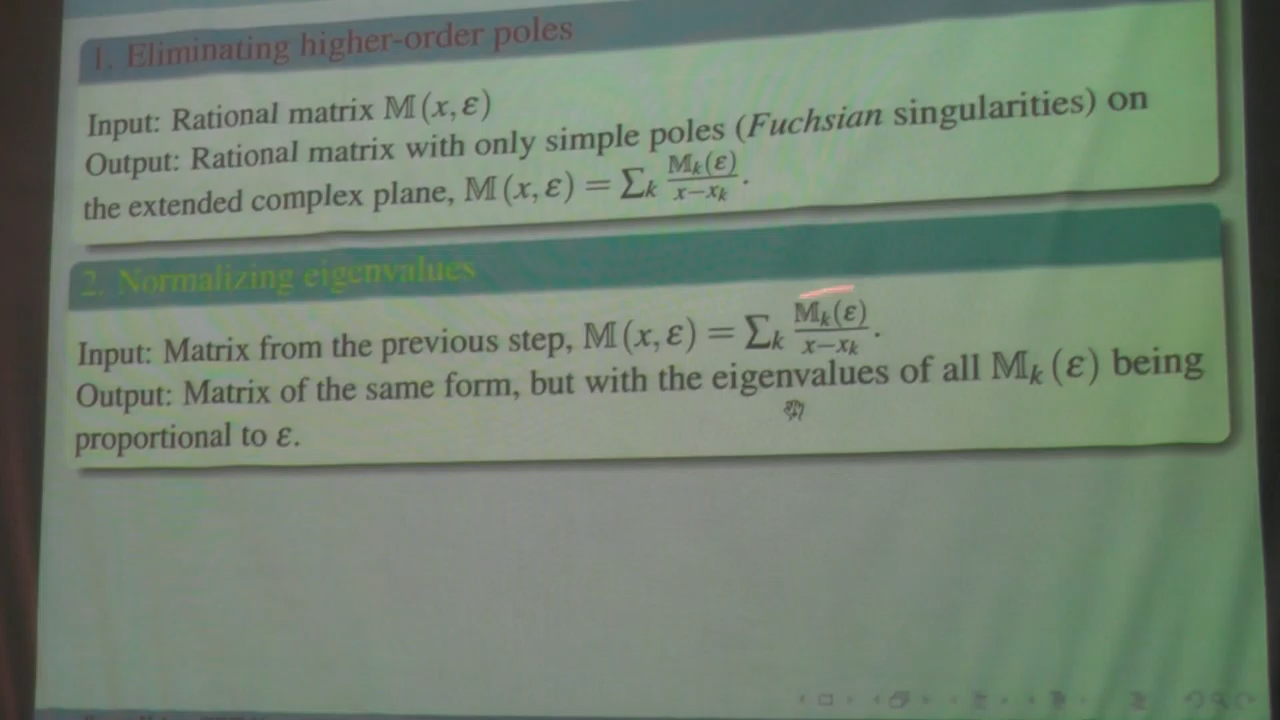 1. Eliminating higher-order poles
Input: Rational matrix 𝕄(x, ε)
Output: Rational matrix with only simple poles (Fuchsian singularities) on
the extended complex plane, 𝕄(x, ε) = ∑ₖ 𝕄ₖ(ε)/(x−xₖ).
2. Normalizing eigenvalues
Input: Matrix from the previous step, 𝕄(x, ε) = ∑ₖ 𝕄ₖ(ε)/(x−xₖ).
Output: Matrix of the same form, but with the eigenvalues of all 𝕄ₖ(ε) being
proportional to ε.